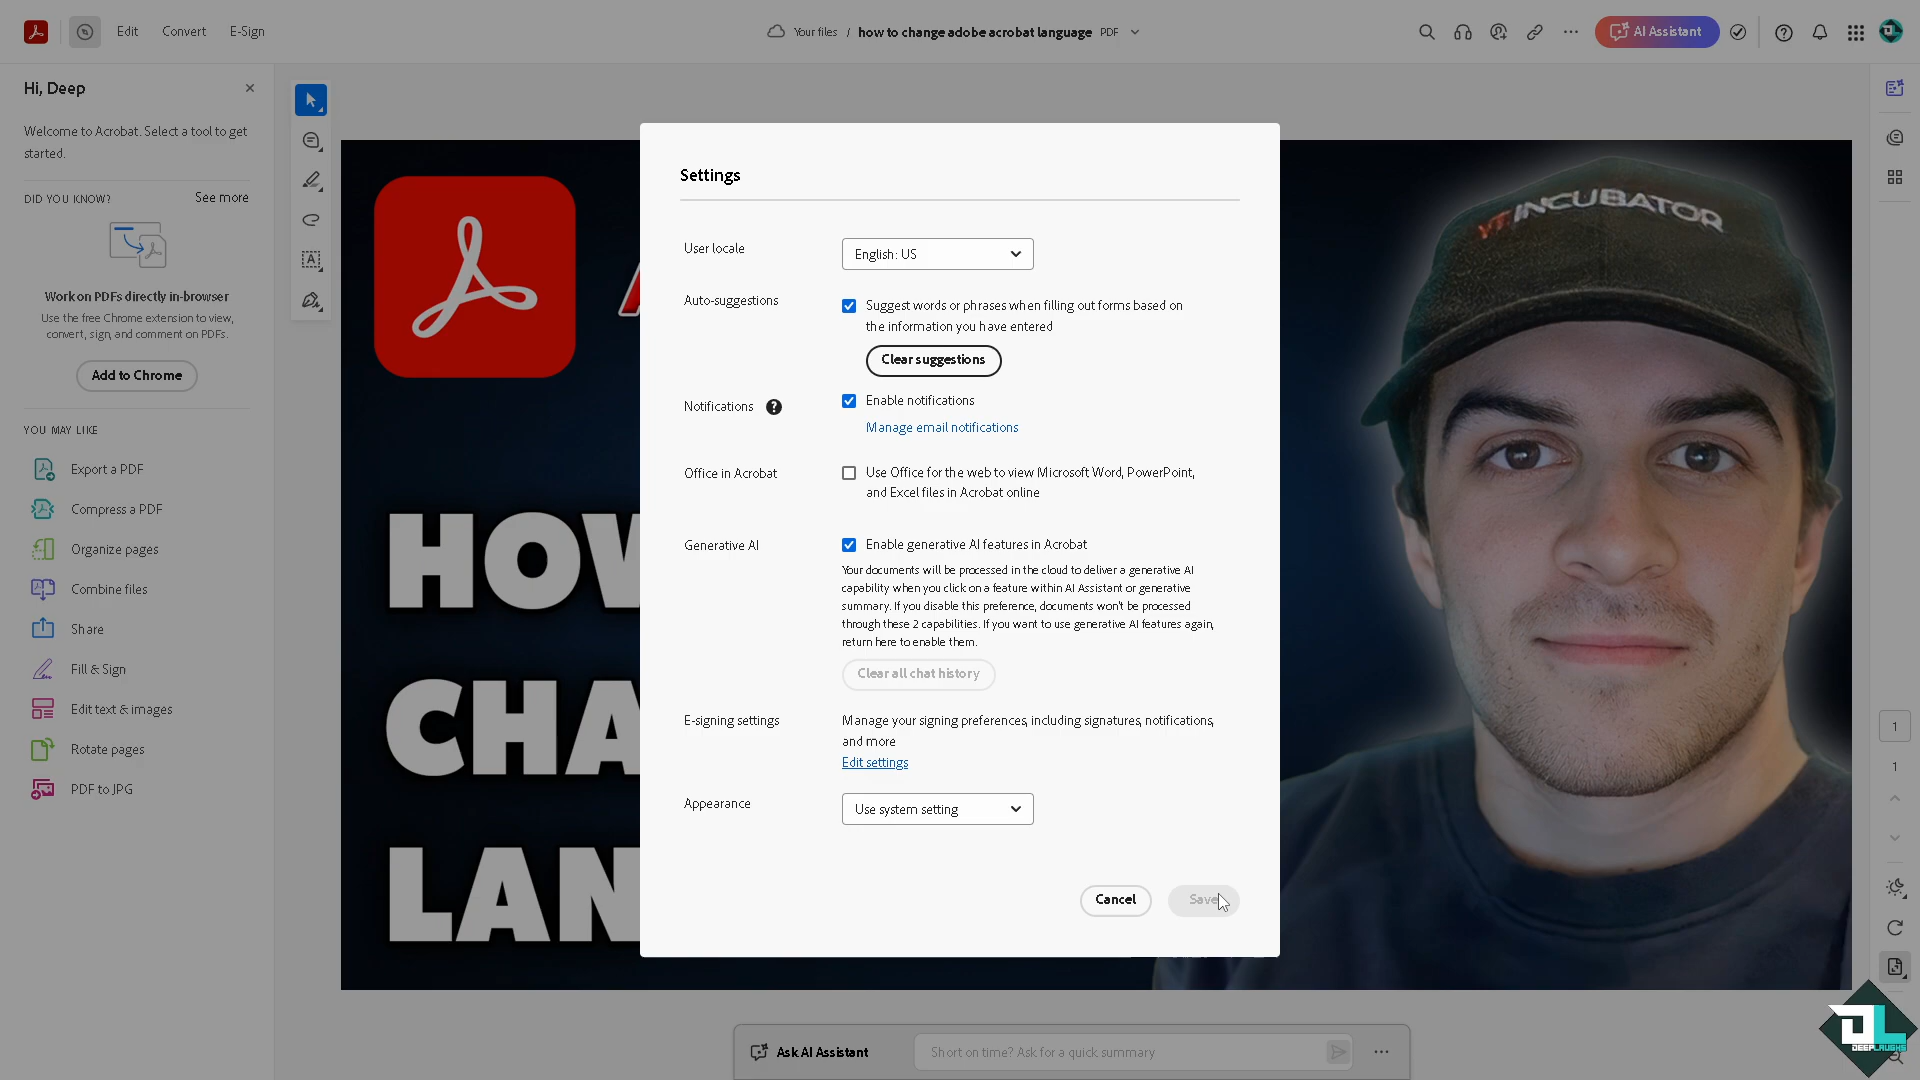 Edit
Convert
E-Sign
Your files / how to change adobe acrobat language PDF
AI Assistant
Hi, Deep
Welcome to Acrobat. Select a tool to get
started.
DID YOU KNOW?
See more
Work on PDFs directly in-browser
Use the free Chrome extension to view,
convert, sign, and comment on PDFs.
Add to Chrome
YOU MAY LIKE
Export a PDF
Compress a PDF
Organize pages
Combine files
Share
Fill & Sign
Edit text & images
Rotate pages
PDF to JPG
HOW
CHA
LAN
YT INCUBATOR
Settings
User locale
English: US
Auto-suggestions
Suggest words or phrases when filling out forms based on
the information you have entered
Clear suggestions
Notifications ?
Enable notifications
Manage email notifications
Office in Acrobat
Use Office for the web to view Microsoft Word, PowerPoint,
and Excel files in Acrobat online
Generative AI
Enable generative AI features in Acrobat
Your documents will be processed in the cloud to deliver a generative AI
capability when you click on a feature within AI Assistant or generative
summary. If you disable this preference, documents won't be processed
through these 2 capabilities. If you want to use generative AI features again,
return here to enable them.
Clear all chat history
E-signing settings
Manage your signing preferences, including signatures, notifications,
and more
Edit settings
Appearance
Use system setting
Cancel
Save
1
1
Ask AI Assistant
Short on time? Ask for a quick summary
DL
DEEPLAUGHS